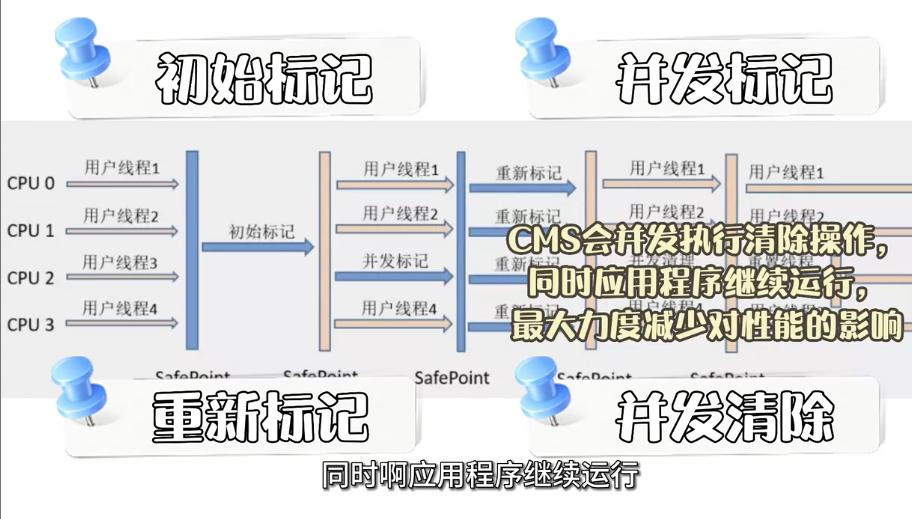 初始标记
并发标记
用户线程1
用户线程1
重新标记
用户线程1
用户线程1
CPU 0
用户线程2
用户线程2
重新标记
用户线程2
用户线程2
CPU 1
初始标记
CMS会并发执行清除操作,
用户线程3
并发标记
重新标记
并发清理
重置线程
CPU 2
同时应用程序继续运行,
用户线程4
用户线程4
CPU 3
最大力度减少对性能的影响
SafePoint
SafePoint
SafePoint
SafePoint
SafePoint
重新标记
并发清除
同时啊应用程序继续运行